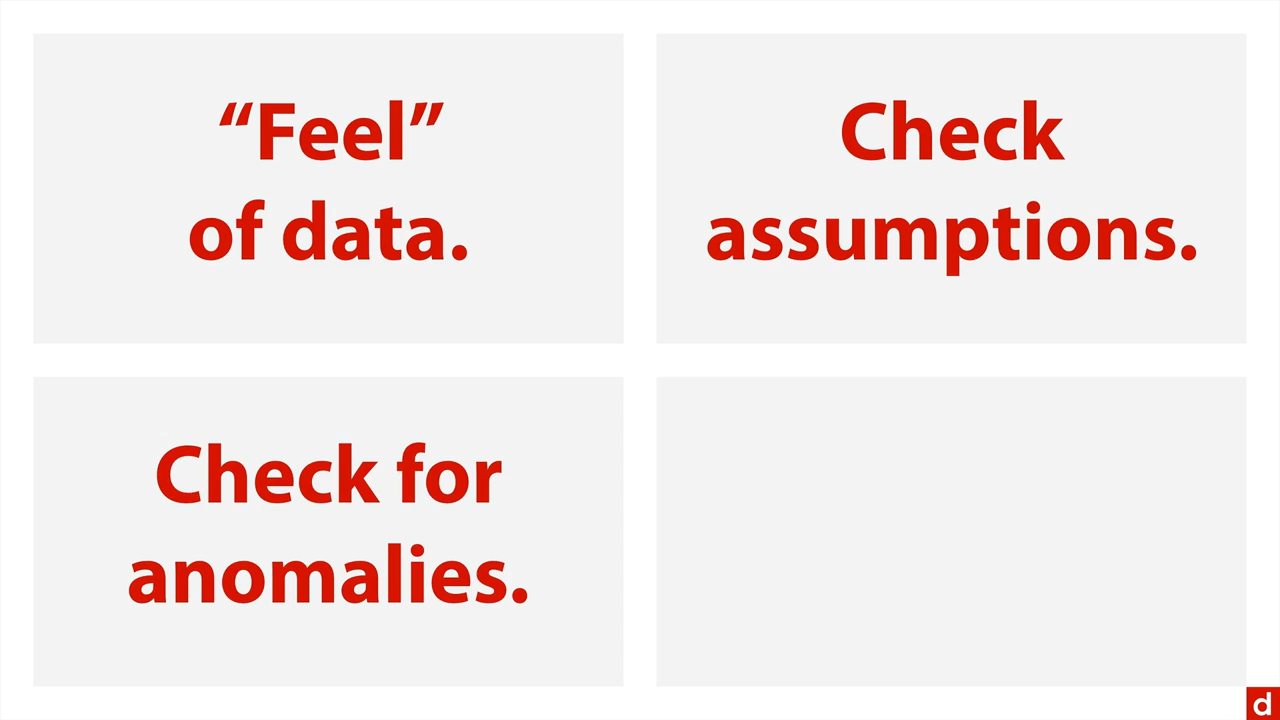 “Feel”
of data.
Check
assumptions.
Check for
anomalies.
d